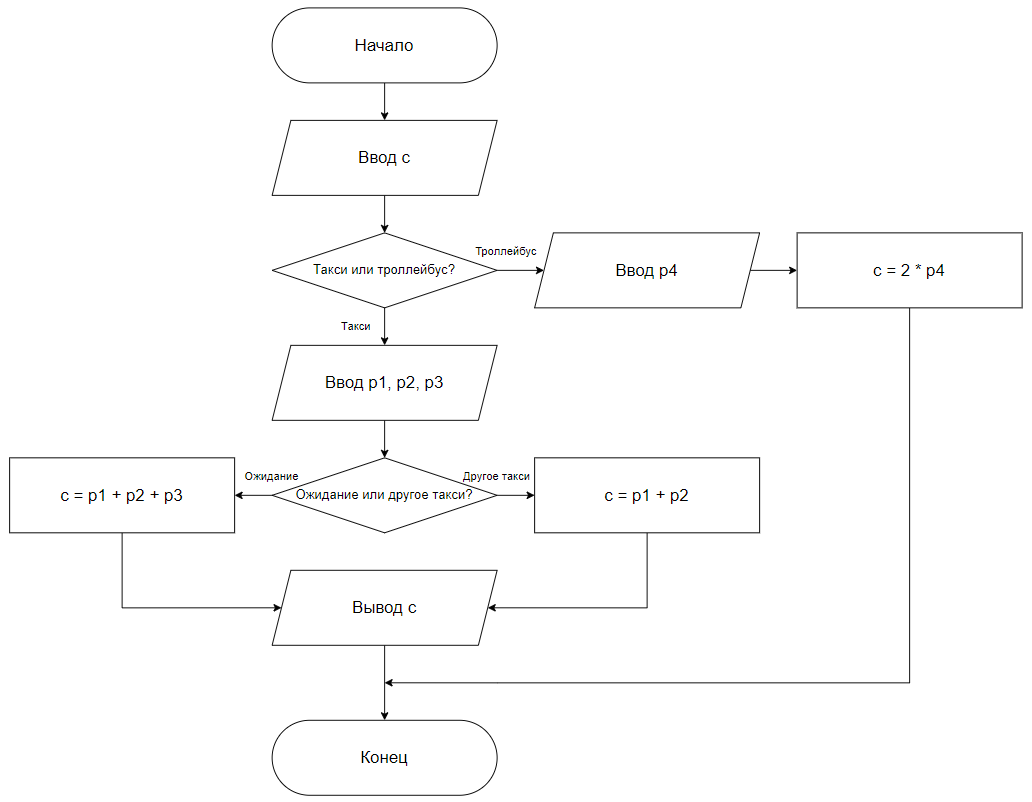 Начало
Ввод c
Такси или троллейбус?
Троллейбус
Ввод p4
c = 2 * p4
Такси
Ввод p1, p2, p3
Ожидание
Ожидание или другое такси?
Другое такси
c = p1 + p2 + p3
c = p1 + p2
Вывод c
Конец